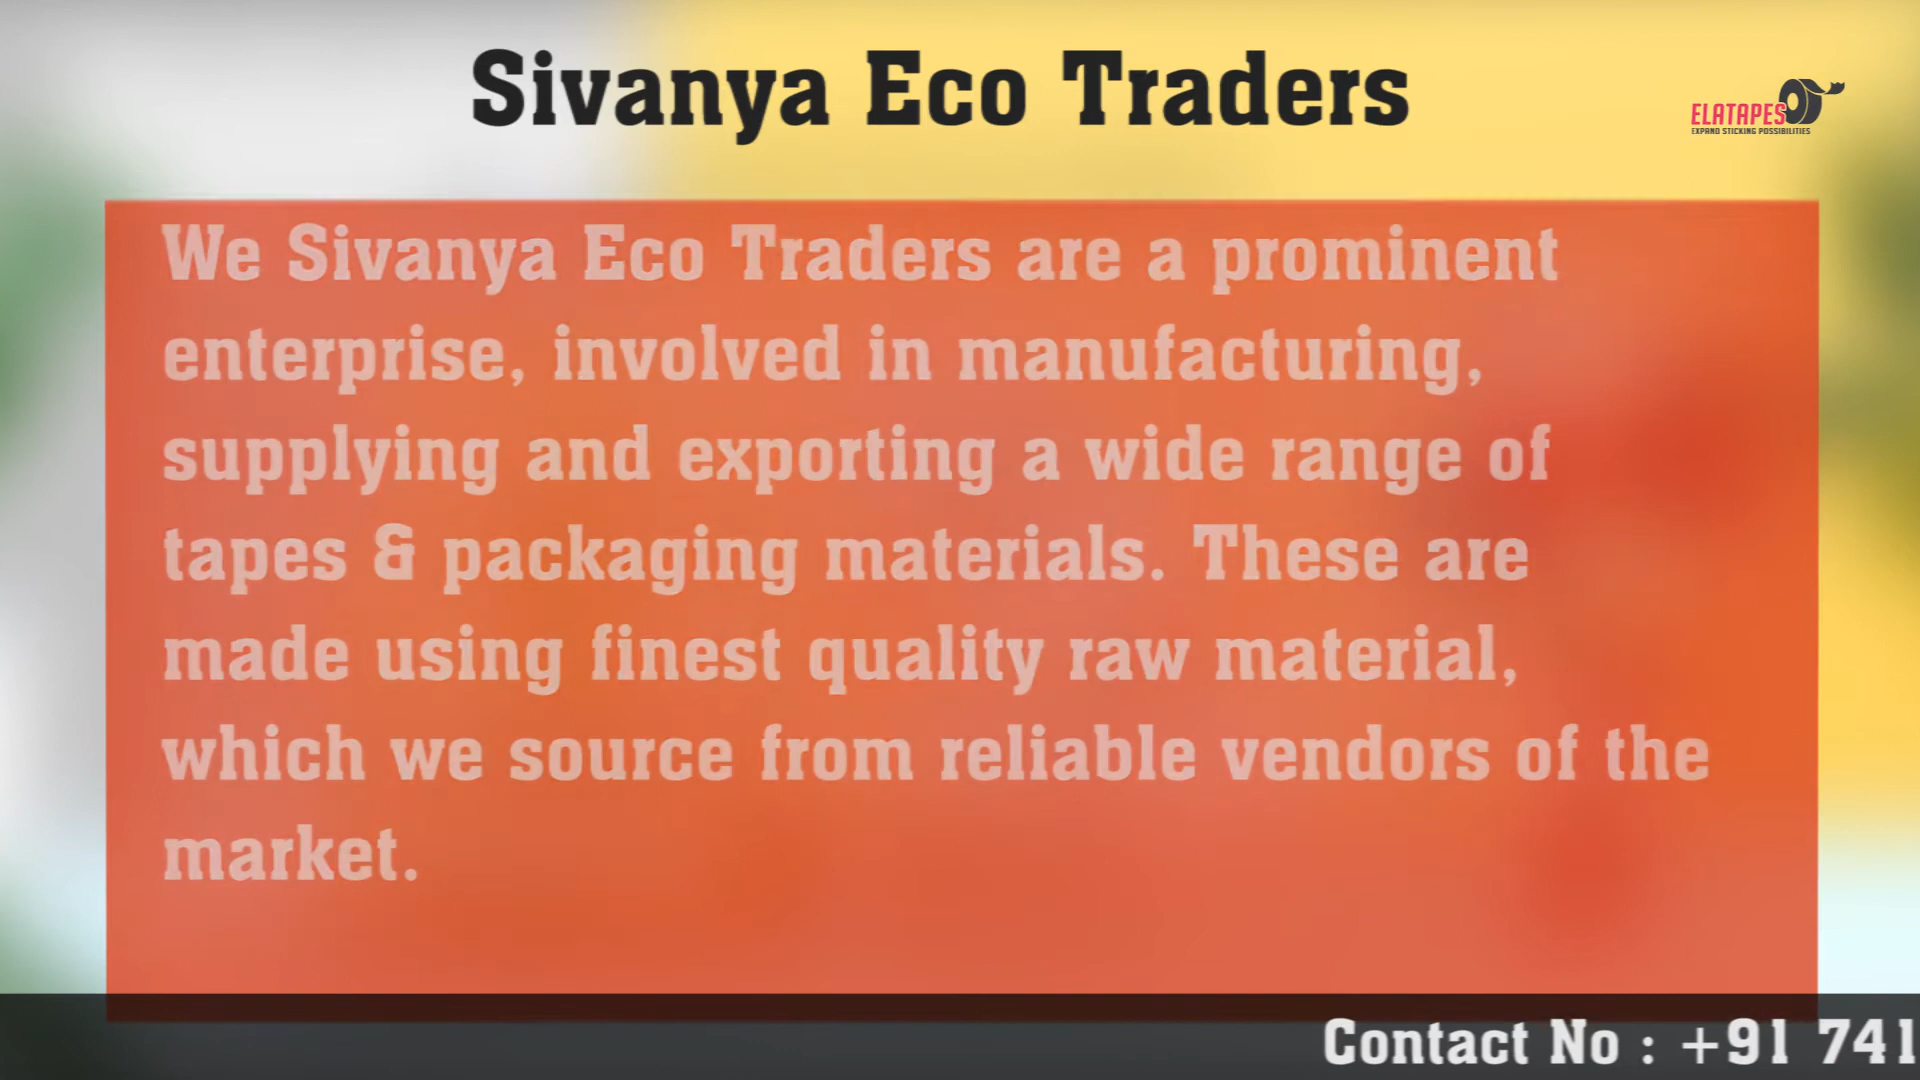 Sivanya Eco Traders
ELATAPES
EXPAND STICKING POSSIBILITIES
We Sivanya Eco Traders are a prominent
enterprise, involved in manufacturing,
supplying and exporting a wide range of
tapes & packaging materials. These are
made using finest quality raw material,
which we source from reliable vendors of the
market.
Contact No : +91 741